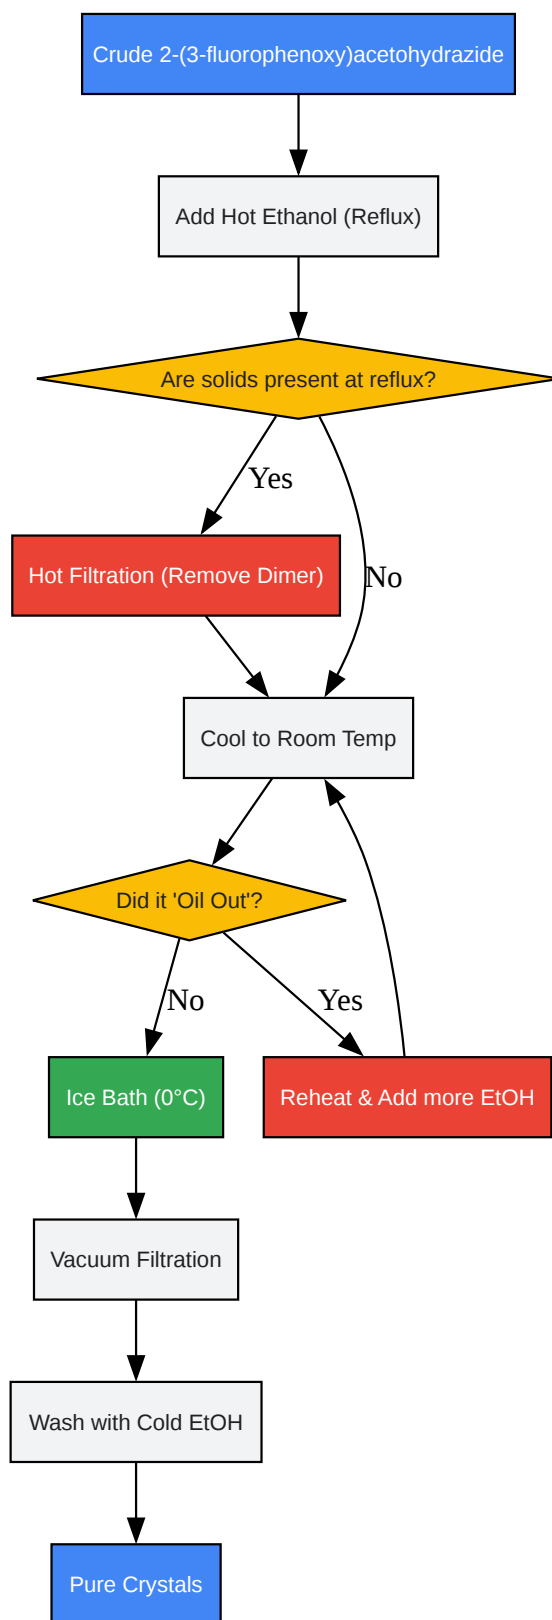 Crude 2-(3-fluorophenoxy)acetohydrazide
Add Hot Ethanol (Reflux)
Are solids present at reflux?
Yes
Hot Filtration (Remove Dimer)
No
Cool to Room Temp
Did it 'Oil Out'?
No
Yes
Ice Bath (0°C)
Reheat & Add more EtOH
Vacuum Filtration
Wash with Cold EtOH
Pure Crystals